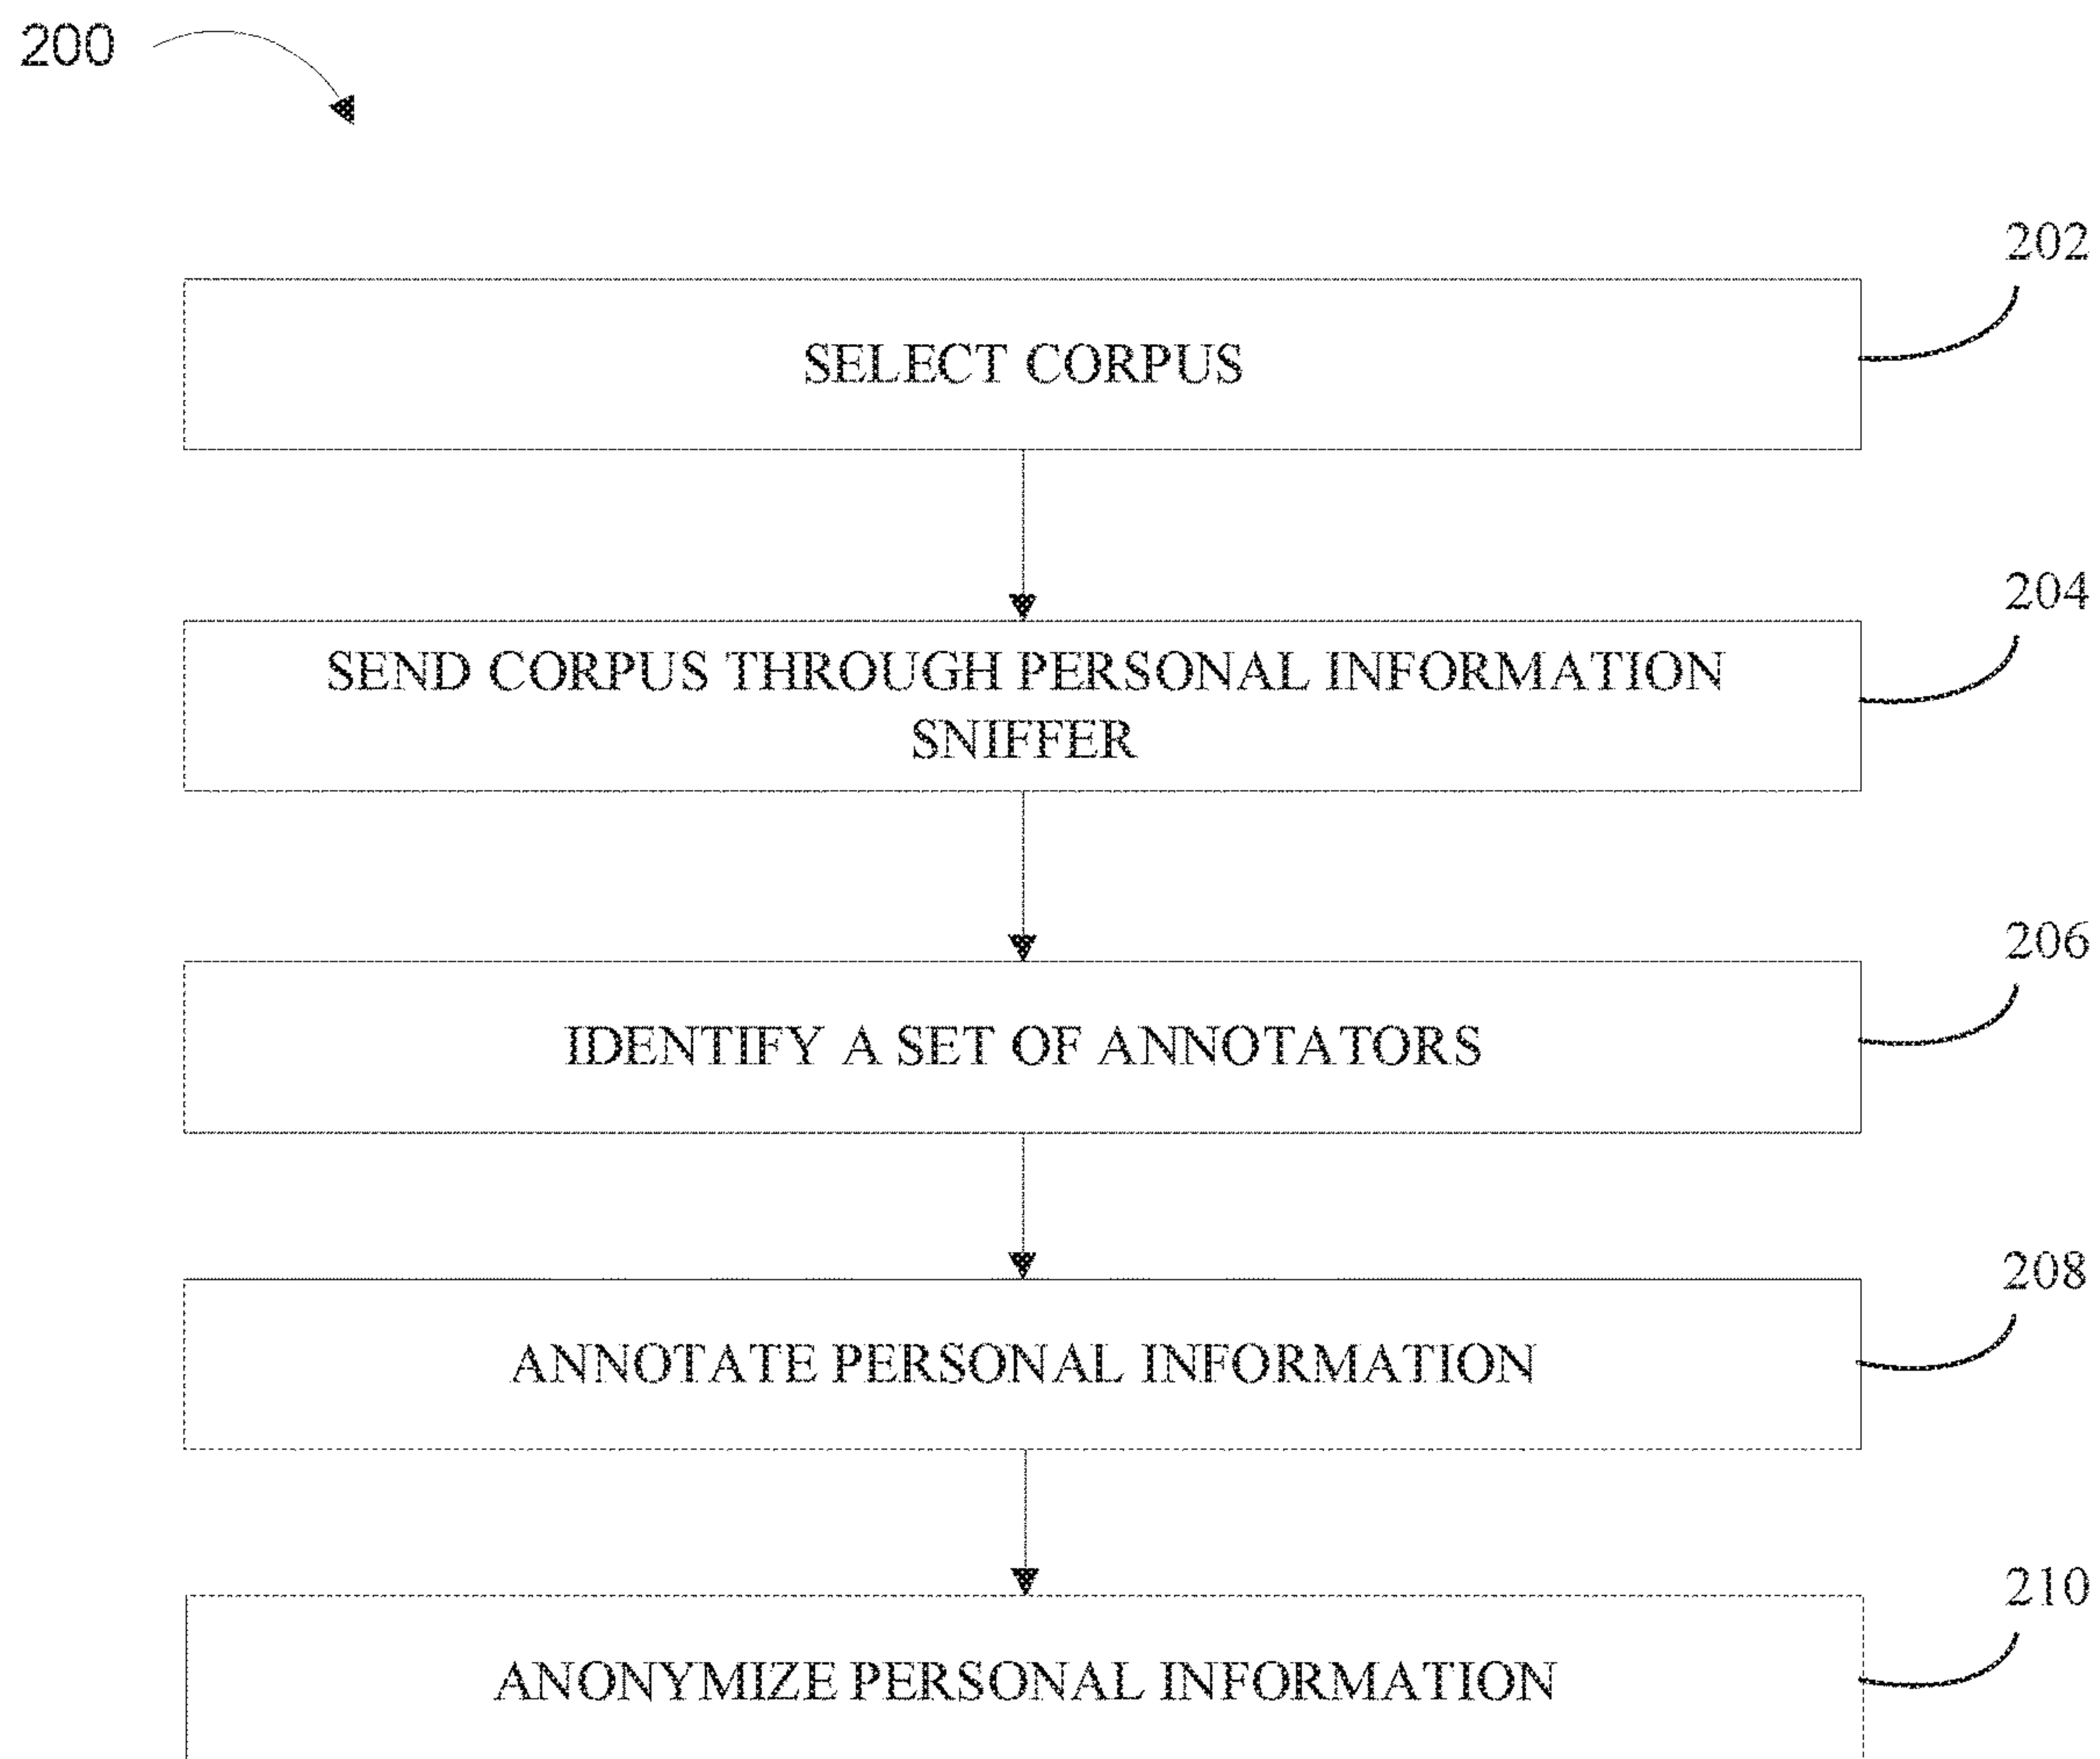 200
202
SELECT CORPUS
204
SEND CORPUS THROUGH PERSONAL INFORMATION
SNIFFER
206
IDENTIFY A SET OF ANNOTATORS
208
ANNOTATE PERSONAL INFORMATION
210
ANONYMIZE PERSONAL INFORMATION